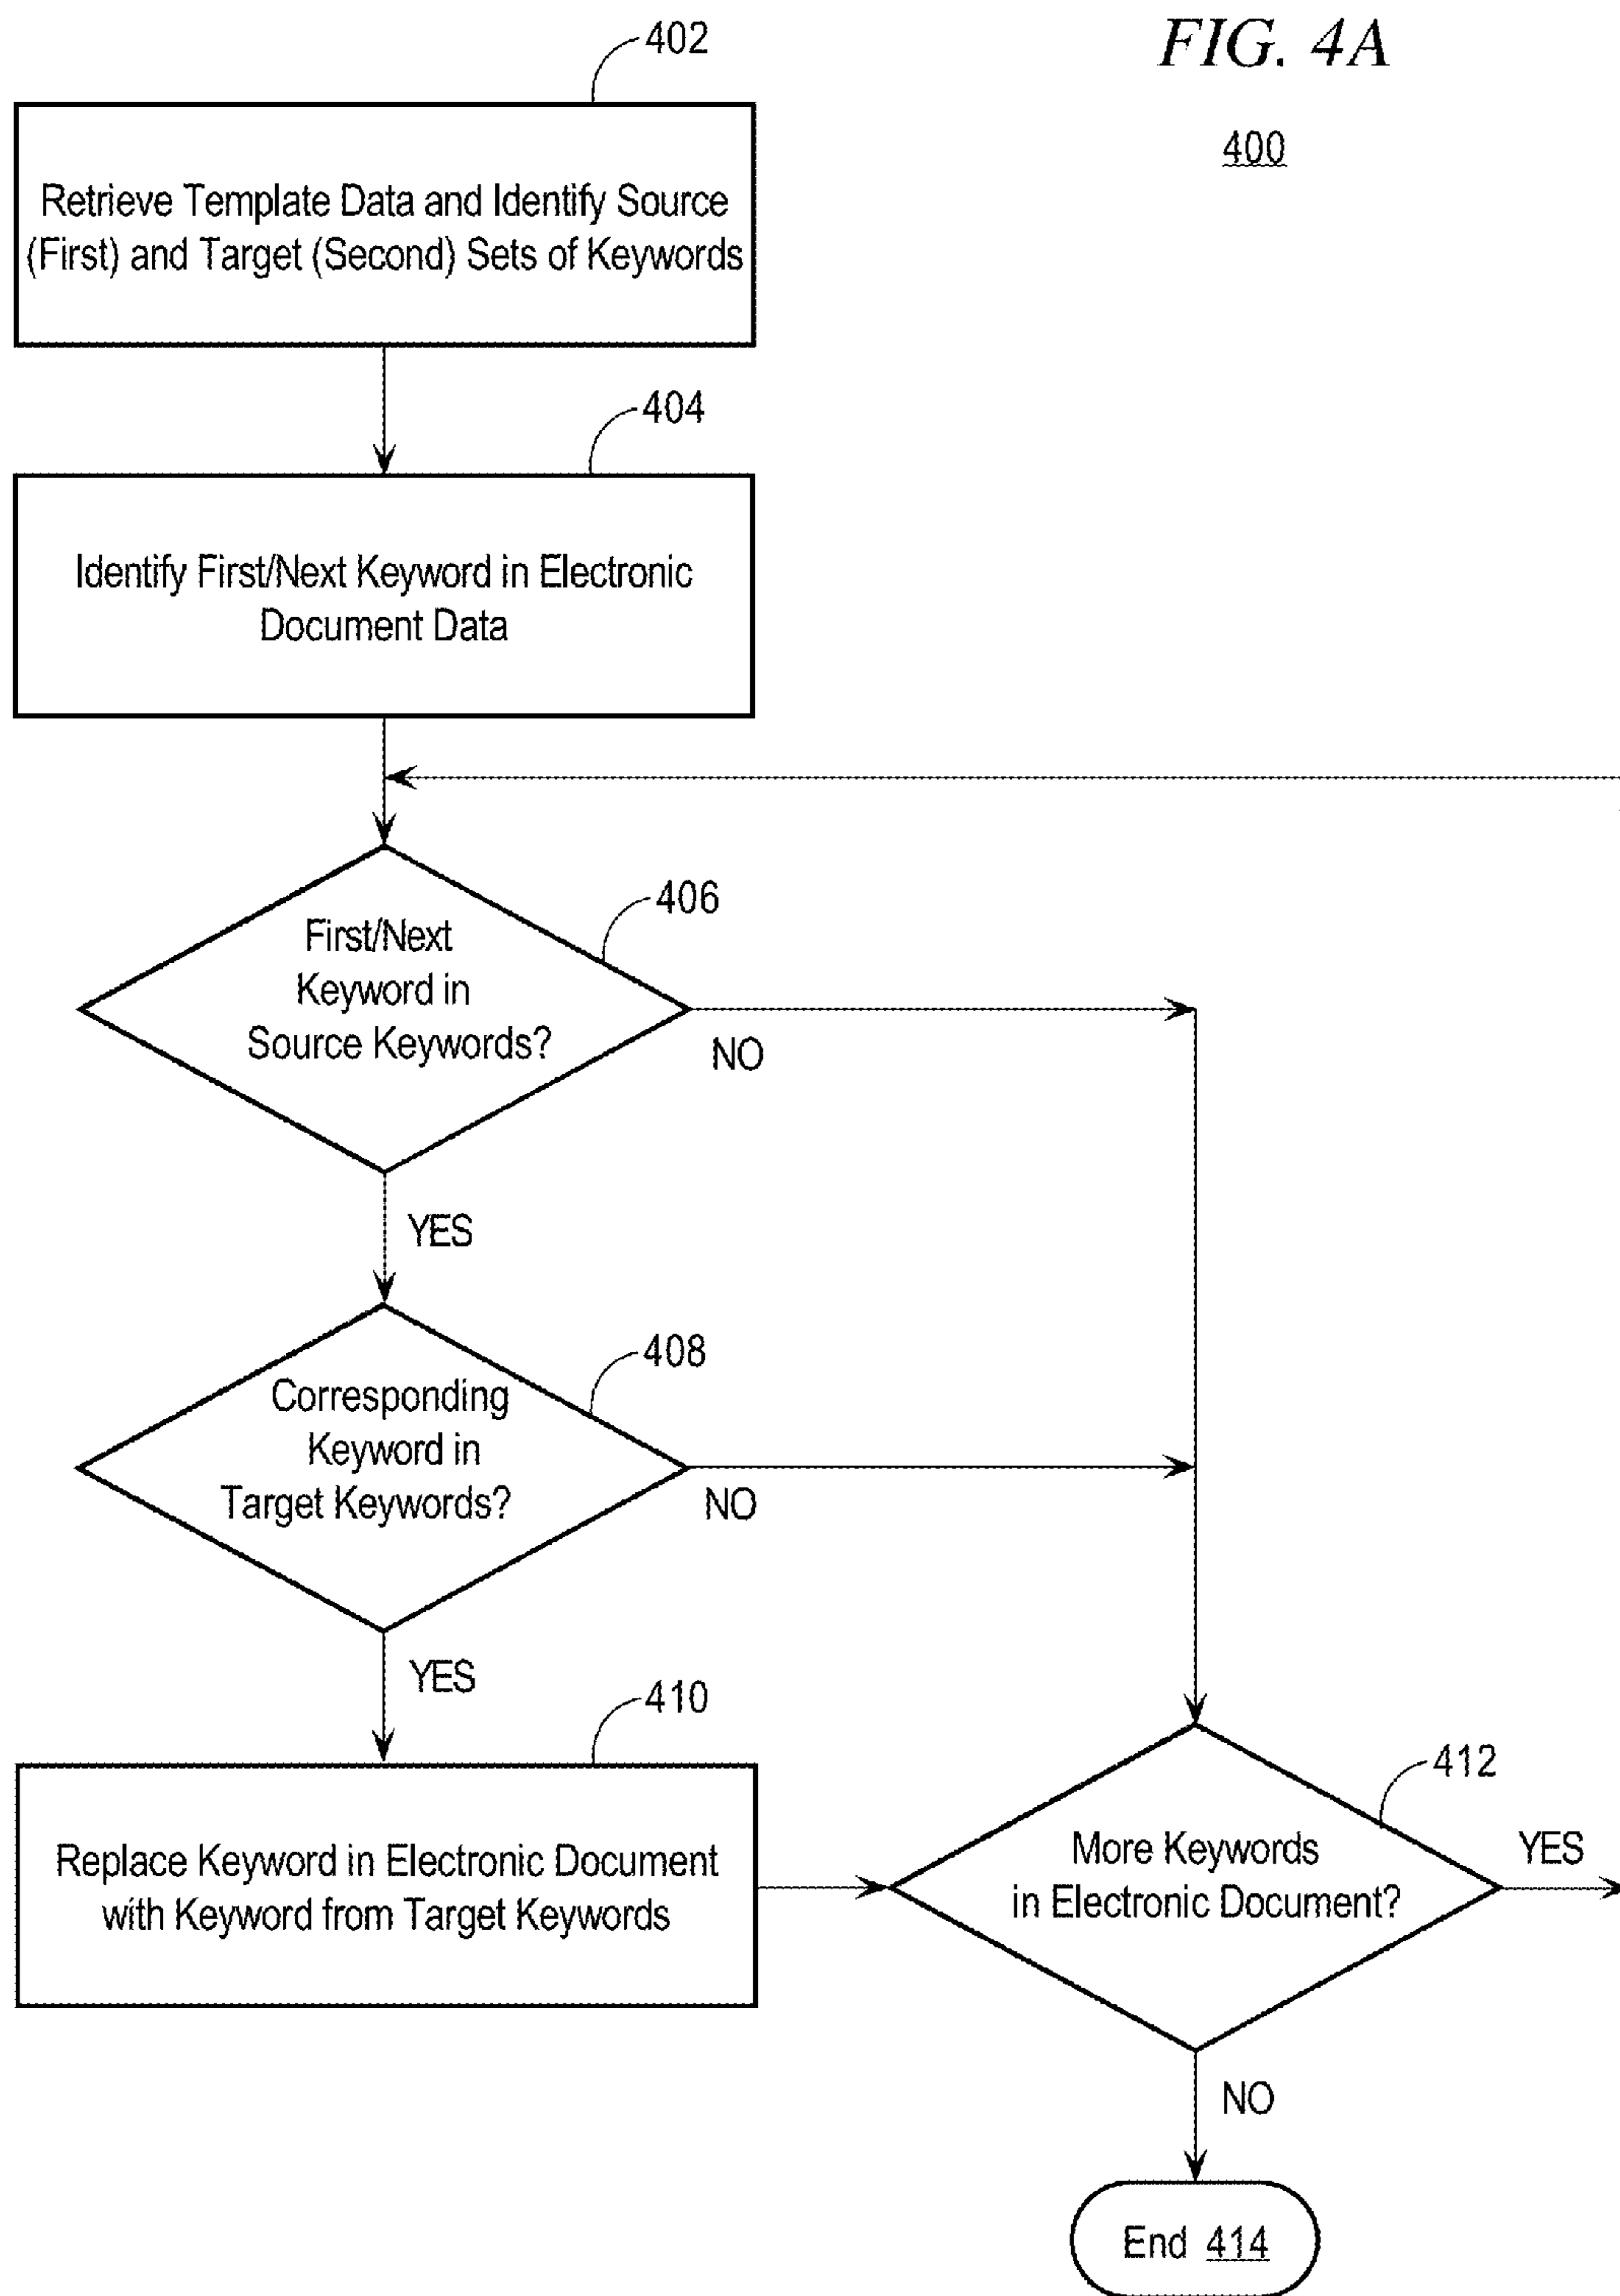 FIG. 4A
400
402
Retrieve Template Data and Identify Source
(First) and Target (Second) Sets of Keywords
404
Identify First/Next Keyword in Electronic
Document Data
406
First/Next
Keyword in
Source Keywords?
NO
YES
408
Corresponding
Keyword in
Target Keywords?
NO
YES
410
Replace Keyword in Electronic Document
with Keyword from Target Keywords
412
More Keywords
in Electronic Document?
YES
NO
End 414